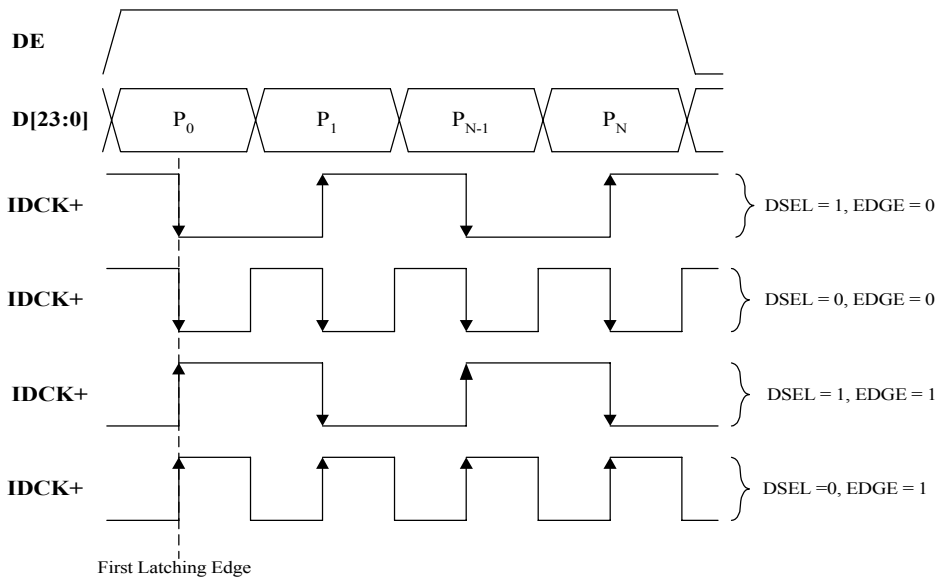 DE
D[23:0] P0 P1 PN-1 PN
IDCK+ DSEL = 1, EDGE = 0
IDCK+ DSEL = 0, EDGE = 0
IDCK+ DSEL = 1, EDGE = 1
IDCK+ DSEL =0, EDGE = 1
First Latching Edge